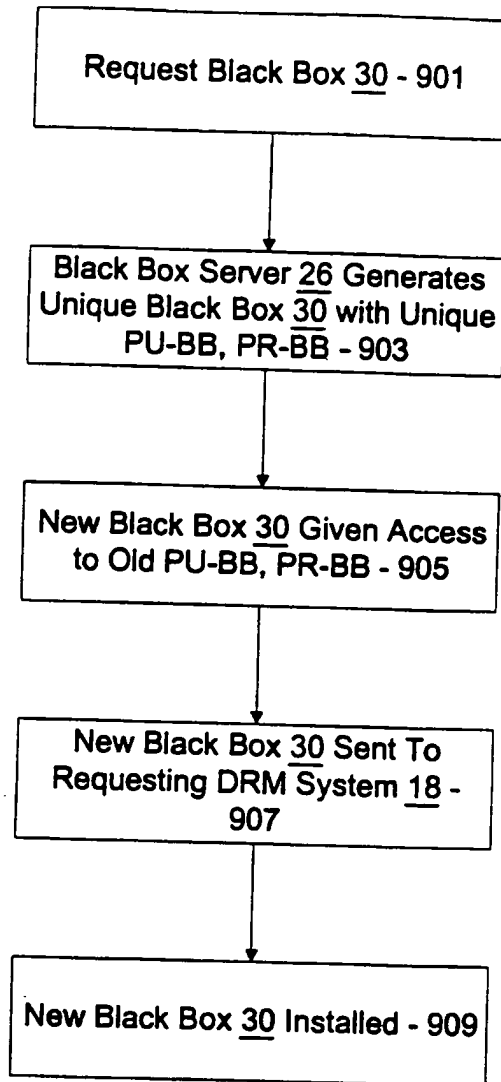 Request Black Box 30 - 901
Black Box Server 26 Generates
Unique Black Box 30 with Unique
PU-BB, PR-BB - 903
New Black Box 30 Given Access
to Old PU-BB, PR-BB - 905
New Black Box 30 Sent To
Requesting DRM System 18 -
907
New Black Box 30 Installed - 909